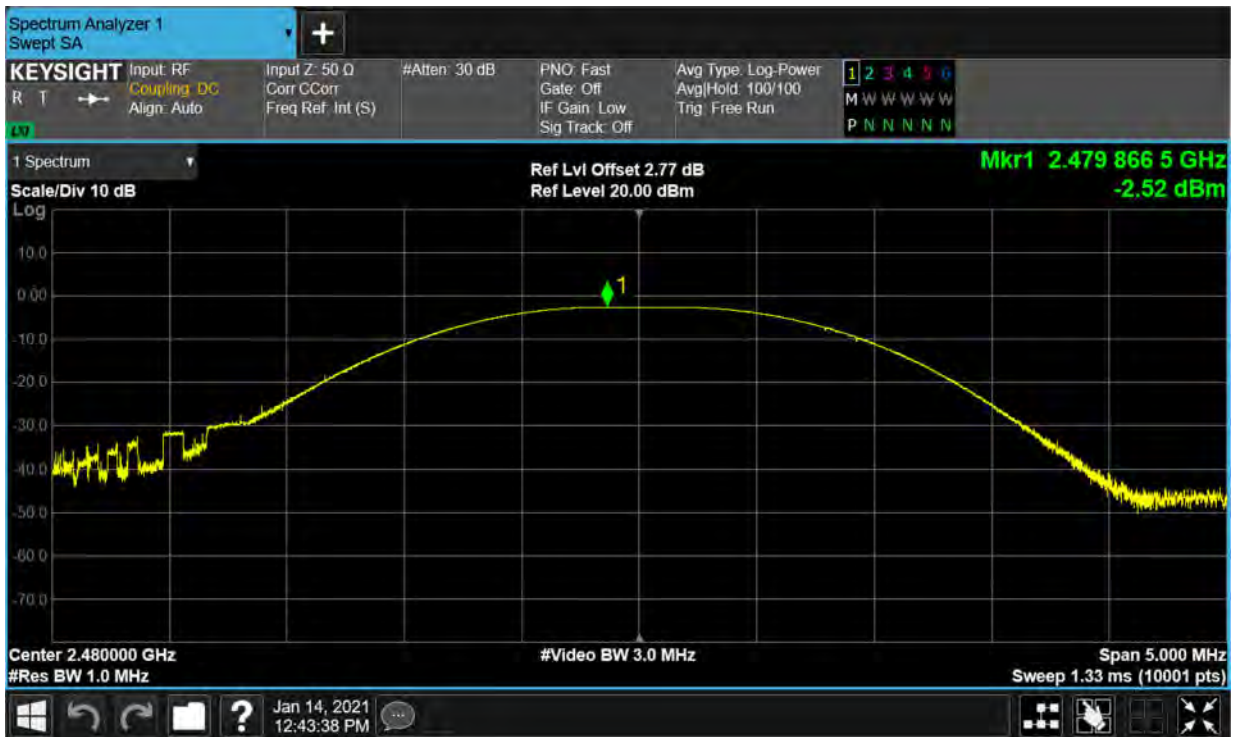 Spectrum Analyzer 1
Swept SA
+
KEYSIGHT Input: RF Input Z: 50 Ω #Atten: 30 dB PNO: Fast Avg Type: Log-Power 1 2 3 4 5 6
R T Coupling: DC Corr CCorr Gate: Off Avg|Hold: 100/100 M W W W W W
Align: Auto Freq Ref: Int (S) IF Gain: Low Trig: Free Run
LXI Sig Track: Off P N N N N N
1 Spectrum Ref Lvl Offset 2.77 dB Mkr1 2.479 866 5 GHz
Scale/Div 10 dB Ref Level 20.00 dBm -2.52 dBm
Log
10.0
0.00
1
-10.0
-20.0
-30.0
-40.0
-50.0
-60.0
-70.0
Center 2.480000 GHz #Video BW 3.0 MHz Span 5.000 MHz
#Res BW 1.0 MHz Sweep 1.33 ms (10001 pts)
? Jan 14, 2021
12:43:38 PM